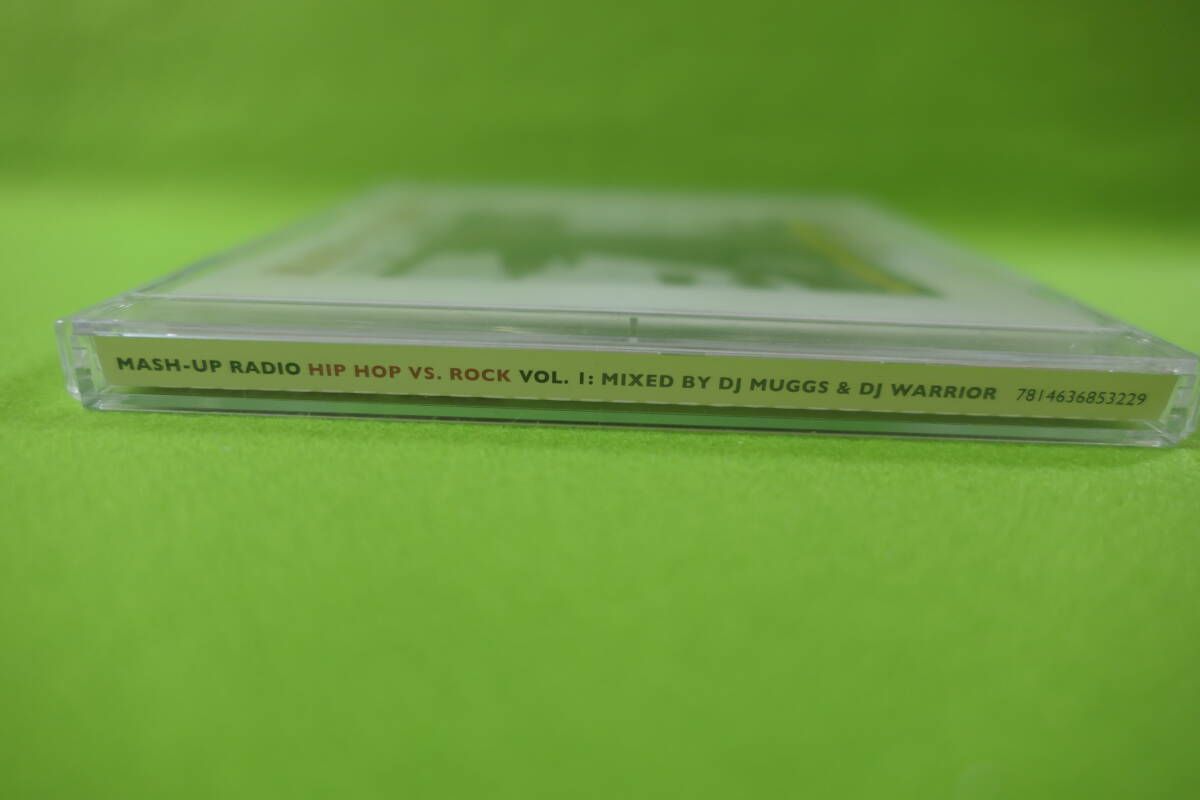 MASH-UP RADIO HIP HOP VS. ROCK VOL. 1: MIXED BY DJ MUGGS & DJ WARRIOR 7814636853229